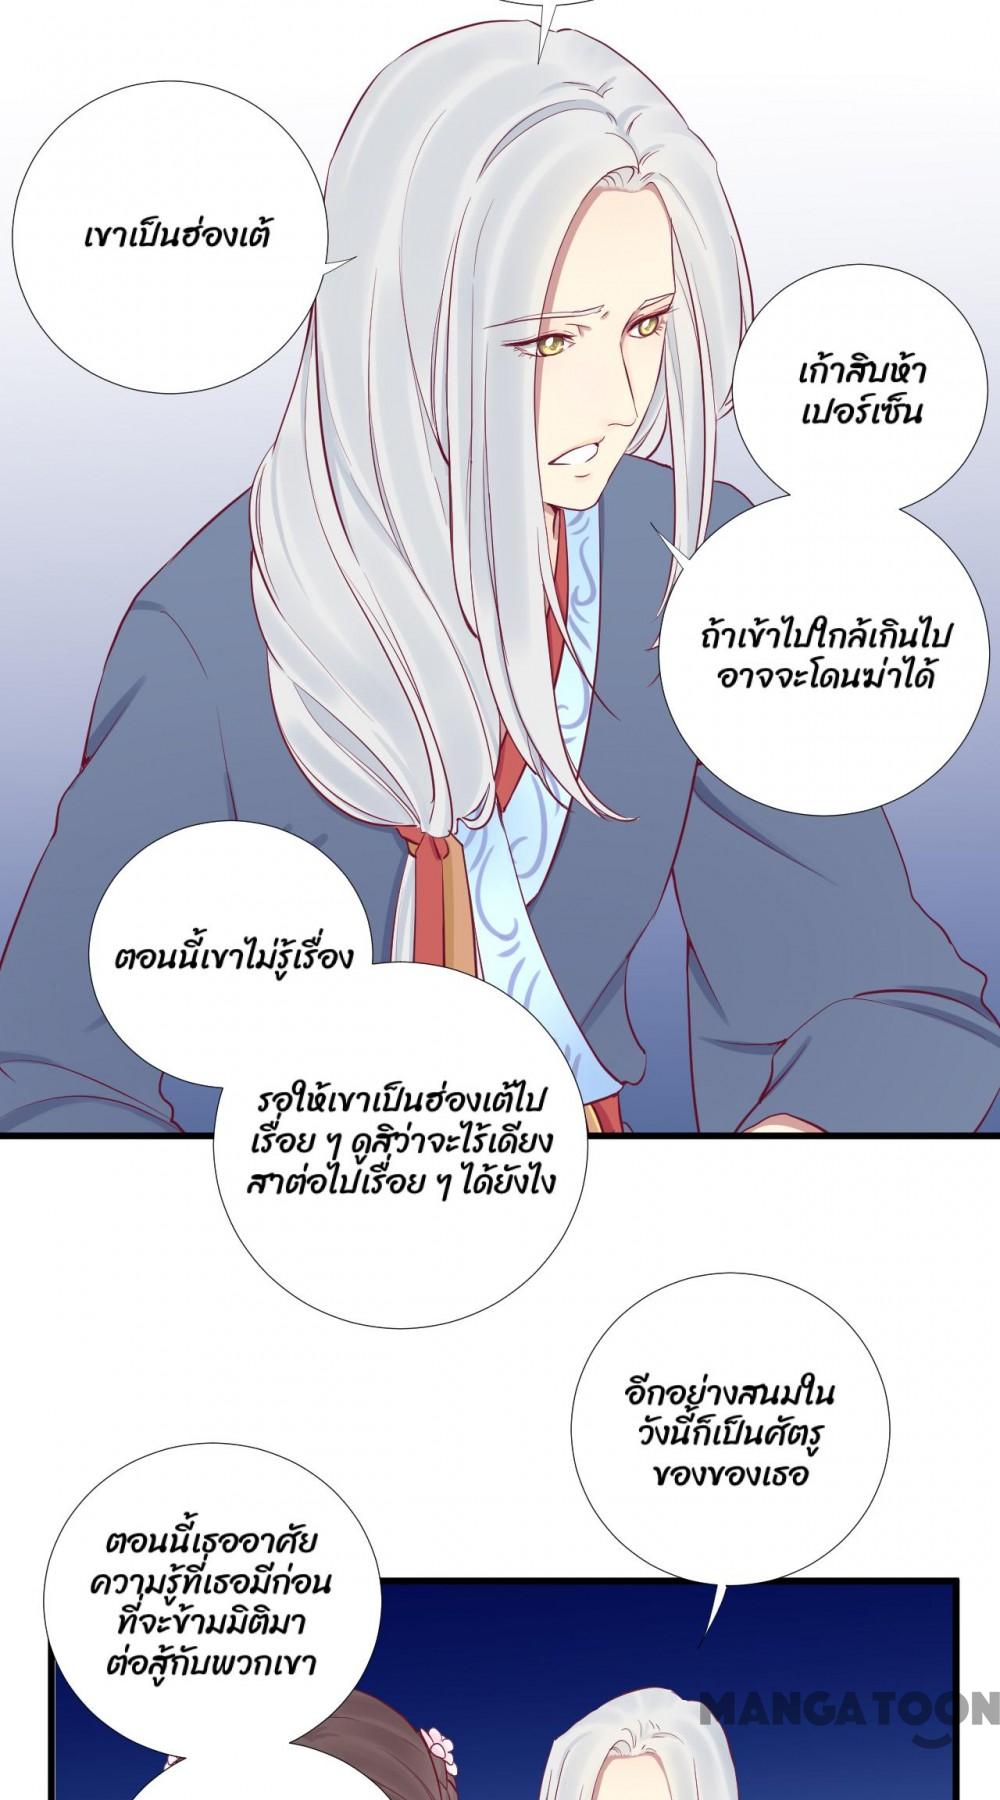 เขาเป็นฮ่องเต้
เก้าสิบห้า
เปอร์เซ็น
ถ้าเข้าไปใกล้เกินไป
อาจจะโดนฆ่าได้
ตอนนี้เขาไม่รู้เรื่อง
รอให้เขาเป็นฮ่องเต้ไป
เรื่อย ๆ ดูสิว่าจะไร้เดียง
สาต่อไปเรื่อย ๆ ได้ยังไง
อีกอย่างสนมใน
วังนี้ก็เป็นศัตรู
ของของเธอ
ตอนนี้เธออาศัย
ความรู้ที่เธอมีก่อน
ที่จะข้ามมิติมา
ต่อสู้กับพวกเขา
MANGATOON